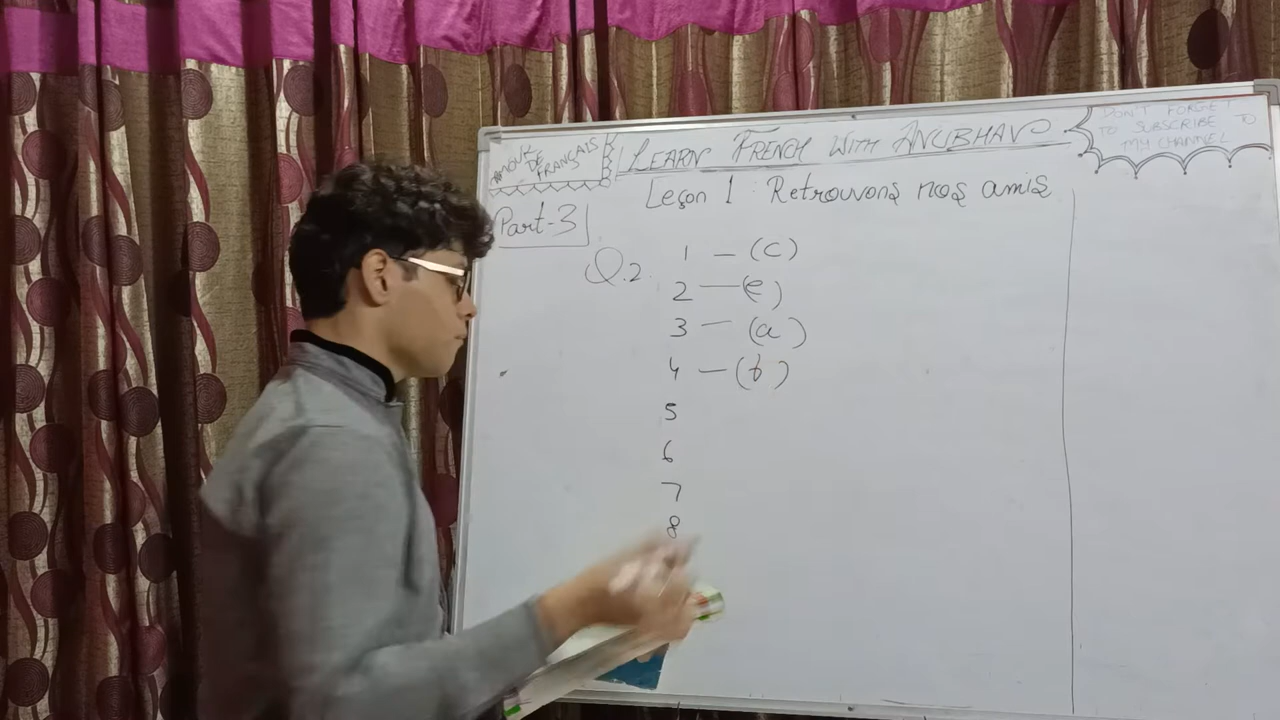 AMOUR DE FRANÇAIS
LEARN FRENCH WITH ANUBHAV
DON'T FORGET
TO SUBSCRIBE TO
MY CHANNEL
Leçon 1 : Retrouvons nos amis
Part-3
Q.2. 1 — (c)
2 — (e)
3 — (a)
4 — (b)
5
6
7
8